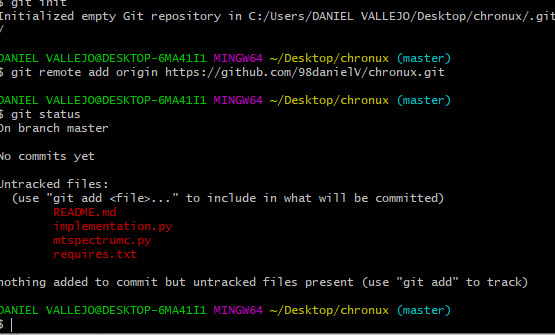 $ git init
Initialized empty Git repository in C:/Users/DANIEL VALLEJO/Desktop/chronux/.git
/
DANIEL VALLEJO@DESKTOP-6MA41I1 MINGW64 ~/Desktop/chronux (master)
$ git remote add origin https://github.com/98danielV/chronux.git
DANIEL VALLEJO@DESKTOP-6MA41I1 MINGW64 ~/Desktop/chronux (master)
$ git status
On branch master
No commits yet
Untracked files:
(use "git add <file>..." to include in what will be committed)
README.md
implementation.py
mtspectrumc.py
requires.txt
nothing added to commit but untracked files present (use "git add" to track)
DANIEL VALLEJO@DESKTOP-6MA41I1 MINGW64 ~/Desktop/chronux (master)
$